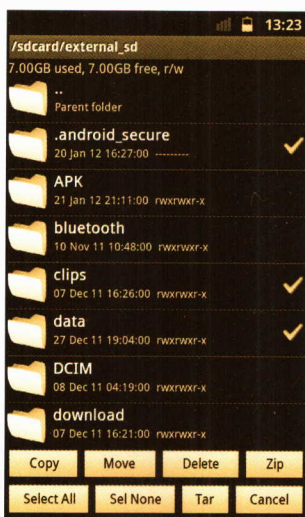 13:23
/sdcard/external_sd
7.00GB used, 7.00GB free, r/w
..
Parent folder
.android_secure
20 Jan 12 16:27:00 ---------
APK
21 Jan 12 21:11:00 rwxrwxr-x
bluetooth
10 Nov 11 10:48:00 rwxrwxr-x
clips
07 Dec 11 16:26:00 rwxrwxr-x
data
27 Dec 11 19:04:00 rwxrwxr-x
DCIM
08 Dec 11 04:19:00 rwxrwxr-x
download
07 Dec 11 16:21:00 rwxrwxr-x
Copy Move Delete Zip
Select All Sel None Tar Cancel